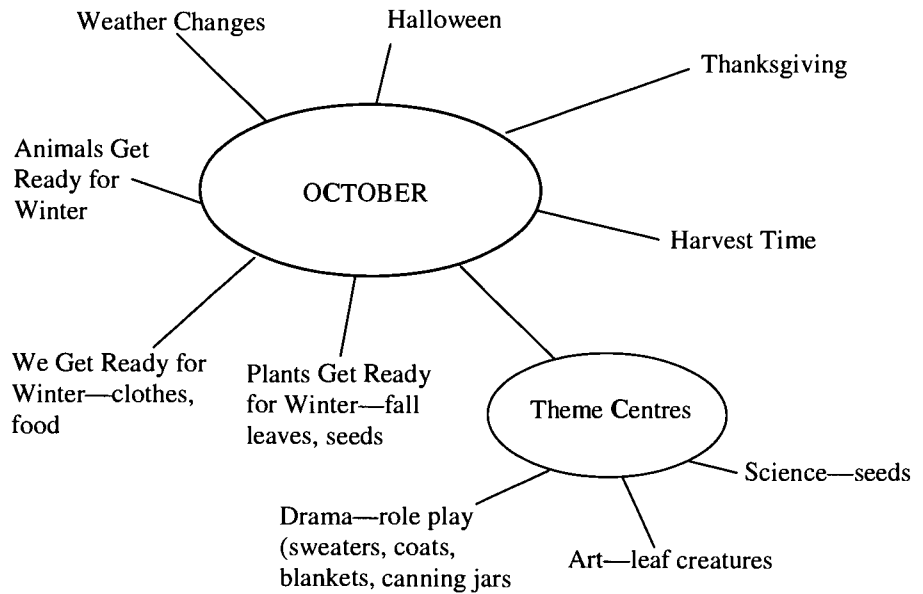 Weather Changes
Halloween
Thanksgiving
Animals Get
Ready for
Winter
OCTOBER
Harvest Time
We Get Ready for
Winter—clothes,
food
Plants Get Ready
for Winter—fall
leaves, seeds
Theme Centres
Science—seeds
Drama—role play
(sweaters, coats,
blankets, canning jars
Art—leaf creatures